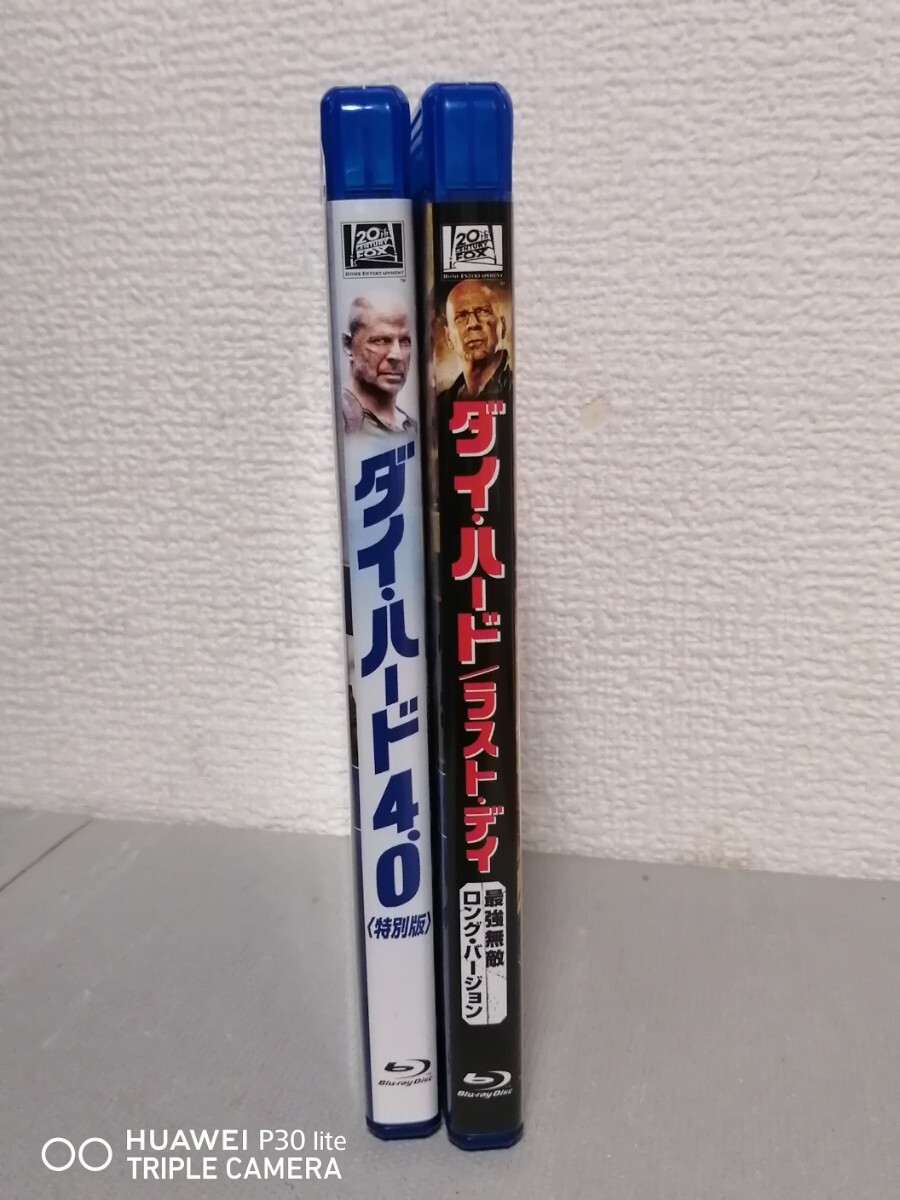 20th
CENTURY
FOX
HOME ENTERTAINMENT
TM
ダイ・ハード4.0
〈特別版〉
Blu-ray Disc
20th
CENTURY
FOX
HOME ENTERTAINMENT
ダイ・ハード/ラスト・デイ
最強無敵
ロング・バージョン
Blu-ray Disc
HUAWEI P30 lite
TRIPLE CAMERA